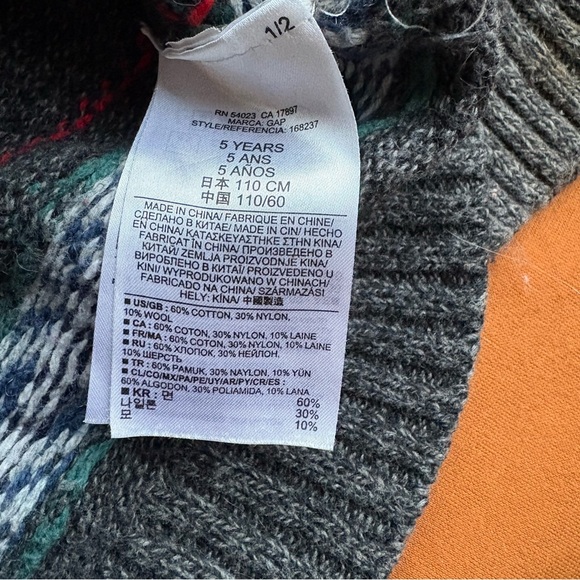 1/2
RN 54023 CA 17897
MARCA: GAP
STYLE/REFERENCIA: 168237
5 YEARS
5 ANS
5 AÑOS
日本 110 CM
中国 110/60
MADE IN CHINA/ FABRIQUE EN CHINE/
СДЕЛАНО В КИТАЕ/ MADE IN CIN/ HECHO
EN CHINA/ ΚΑΤΑΣΚΕΥΑΣΤΗΚΕ ΣΤΗΝ ΚΙΝΑ/
FABRICAT ÎN CHINA/ ПРОИЗВЕДЕНО В
КИТАЙ/ ZEMLJA PROIZVODNJE KINA/
ВИРОБЛЕНО В КИТАЇ/ UTVECKLAD I
KINI/ WYPRODUKOWANO W CHINACH/
FABRICADO NA CHINA/ SZÁRMAZÁSI
HELY: KÍNA/ 中國製造
■ US/GB : 60% COTTON, 30% NYLON,
10% WOOL
■ CA : 60% COTON, 30% NYLON, 10% LAINE
■ FR/MA : 60% COTON, 30% NYLON, 10% LAINE
■ RU : 60% ХЛОПОК, 30% НЕЙЛОН,
10% ШЕРСТЬ
■ TR : 60% PAMUK, 30% NAYLON, 10% YÜN
■ CL/CO/MX/PA/PE/UY/AR/PY/CR/ES :
60% ALGODON, 30% POLIAMIDA, 10% LANA
■ KR : 면 60%
나일론 30%
모 10%